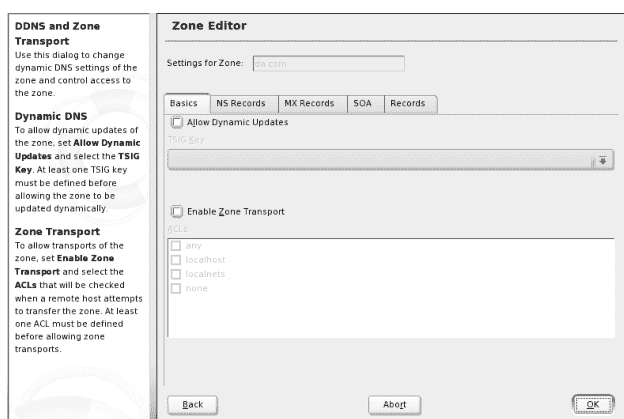 DDNS and Zone
Transport
Use this dialog to change
dynamic DNS settings of the
zone and control access to
the zone.
Dynamic DNS
To allow dynamic updates of
the zone, set Allow Dynamic
Updates and select the TSIG
Key. At least one TSIG key
must be defined before
allowing the zone to be
updated dynamically.
Zone Transport
To allow transports of the
zone, set Enable Zone
Transport and select the
ACLs that will be checked
when a remote host attempts
to transfer the zone. At least
one ACL must be defined
before allowing zone
transports.
Zone Editor
Settings for Zone: da.com
Basics NS Records MX Records SOA Records
Allow Dynamic Updates
TSIG Key
Enable Zone Transport
ACLs
any
localhost
localnets
none
Back Abort OK